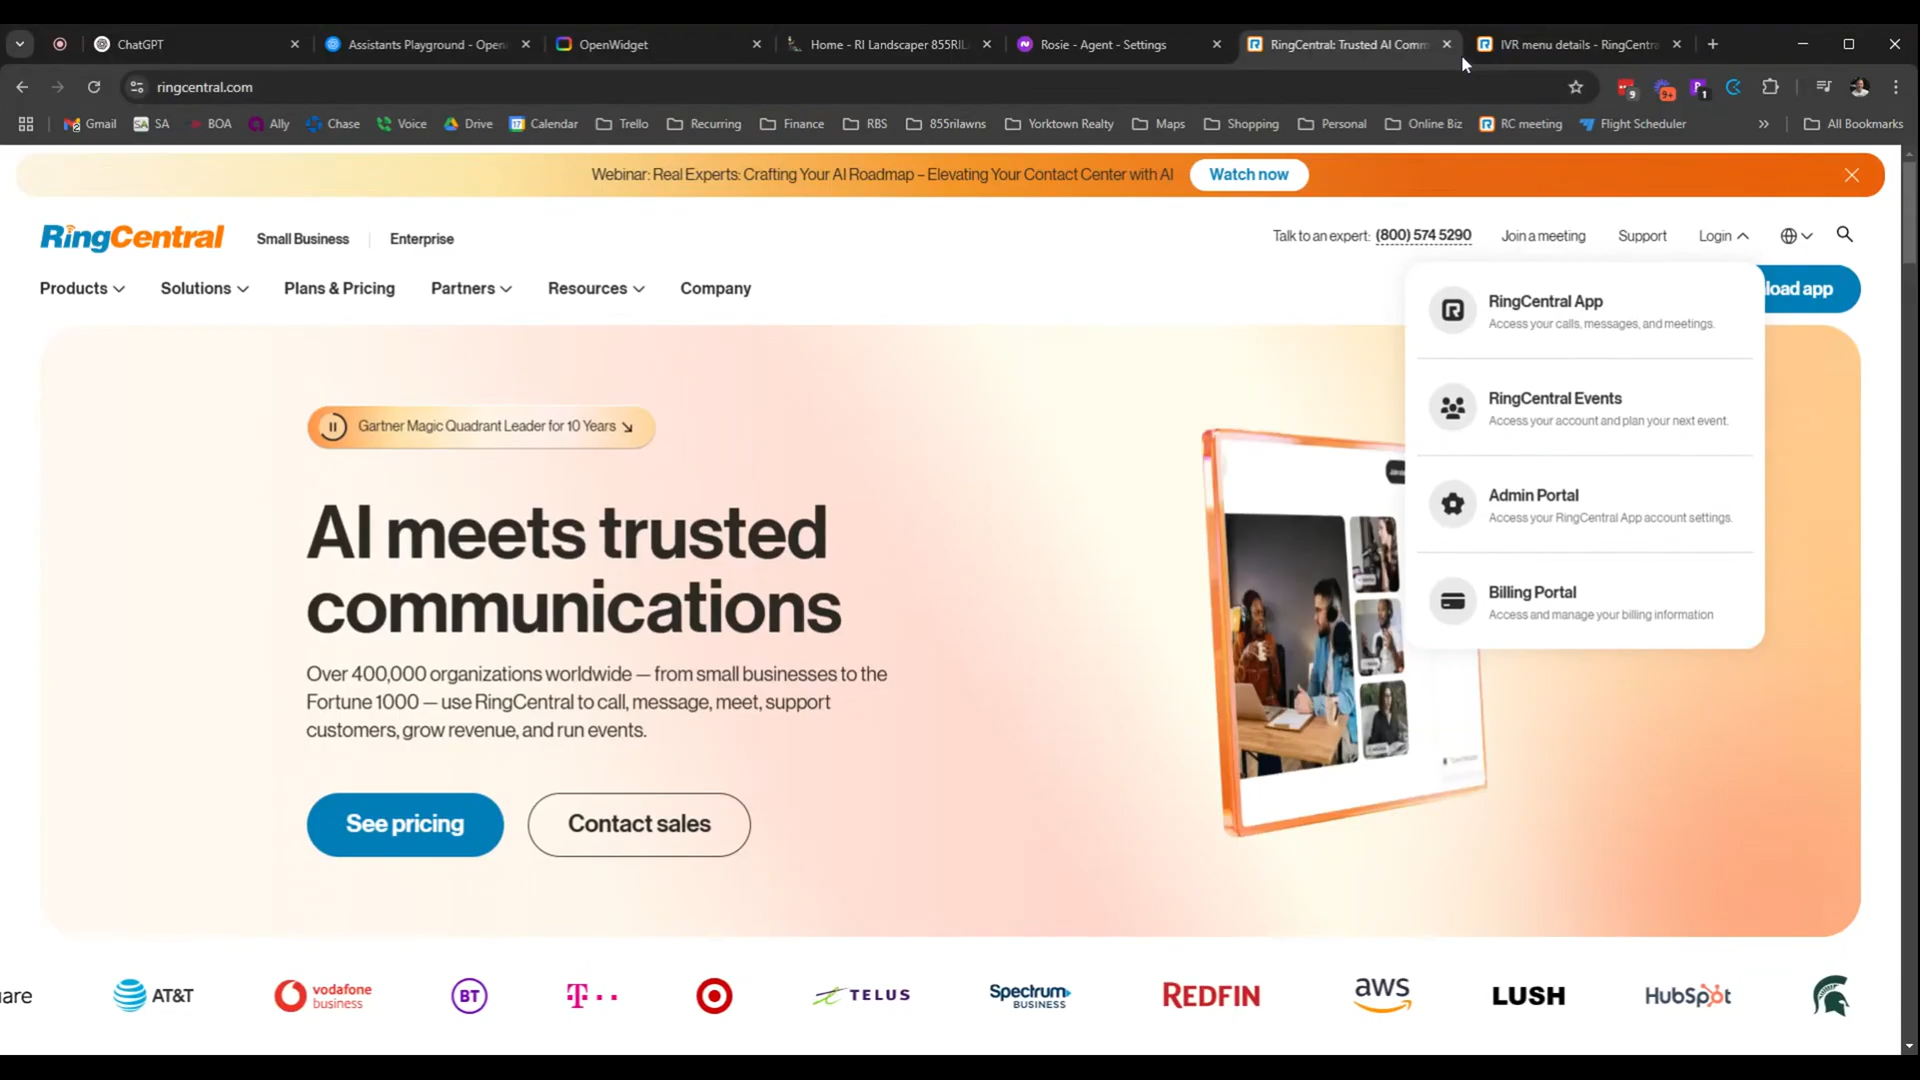 ChatGPT
Assistants Playground - Open
OpenWidget
Home - RI Landscaper 855RIL
Rosie - Agent - Settings
RingCentral: Trusted AI Comm
IVR menu details - RingCentra
ringcentral.com
9
9+
1
2
Gmail
SA SA
BOA
Ally
Chase
Voice
Drive
Calendar
Trello
Recurring
Finance
RBS
855rilawns
Yorktown Realty
Maps
Shopping
Personal
Online Biz
RC meeting
Flight Scheduler
All Bookmarks
Webinar: Real Experts: Crafting Your AI Roadmap – Elevating Your Contact Center with AI
Watch now
RingCentral
Small Business
Enterprise
Talk to an expert: (800) 574 5290
Join a meeting
Support
Login
Products
Solutions
Plans & Pricing
Partners
Resources
Company
load app
RingCentral App
Access your calls, messages, and meetings.
RingCentral Events
Access your account and plan your next event.
Admin Portal
Access your RingCentral App account settings.
Billing Portal
Access and manage your billing information
Gartner Magic Quadrant Leader for 10 Years
AI meets trusted
communications
Over 400,000 organizations worldwide — from small businesses to the
Fortune 1000 — use RingCentral to call, message, meet, support
customers, grow revenue, and run events.
See pricing
Contact sales
are
AT&T
vodafone
business
BT
T
TELUS
Spectrum
BUSINESS
REDFIN
aws
LUSH
HubSpot